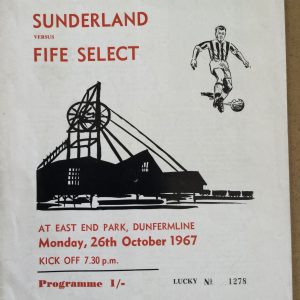 SUNDERLAND
VERSUS
FIFE SELECT
AT EAST END PARK, DUNFERMLINE
Monday, 26th October 1967
KICK OFF 7.30 p.m.
Programme 1/-
LUCKY No 1278